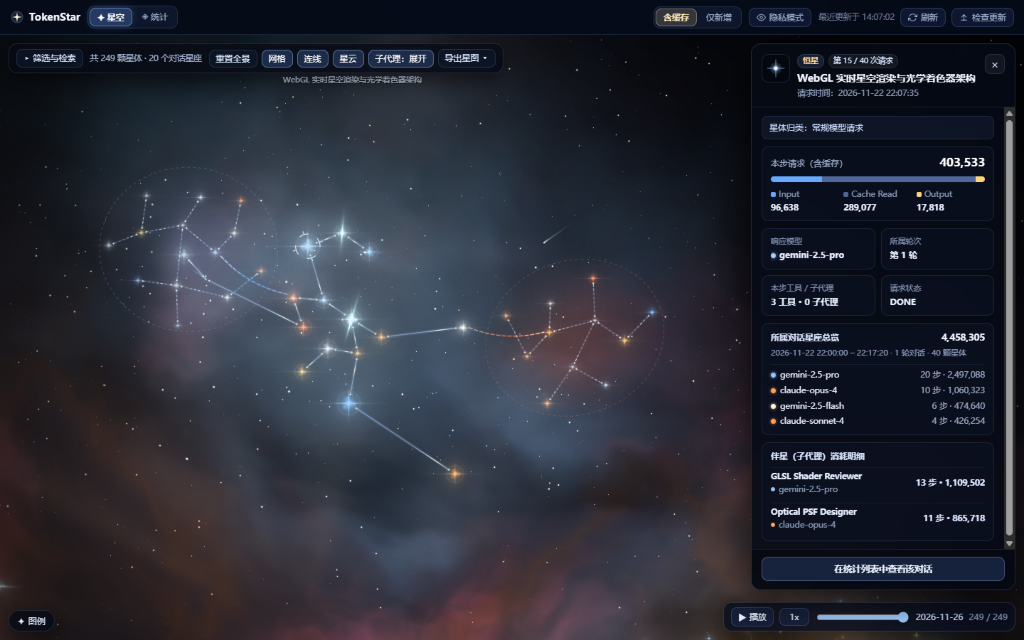 TokenStar
✦ 星空
✦ 统计
含缓存
仅新增
隐私模式
最近更新于 14:07:02
刷新
检查更新
▸ 筛选与检索
共 249 颗星体 · 20 个对话星座
重置全景
网格
连线
星云
子代理：展开
导出星图 ▾
WebGL 实时星空渲染与光学着色器架构
恒星
第 15 / 40 次请求
WebGL 实时星空渲染与光学着色器架构
请求时间：2026-11-22 22:07:35
×
星体归类：常规模型请求
本步请求（含缓存）
403,533
Input
Cache Read
Output
96,638
289,077
17,818
响应模型
gemini-2.5-pro
所属轮次
第 1 轮
本步工具 / 子代理
3 工具 · 0 子代理
请求状态
DONE
所属对话星座总览
4,458,305
2026-11-22 22:00:00 – 22:17:20 · 1 轮对话 · 40 颗星体
gemini-2.5-pro
20 步 · 2,497,088
claude-opus-4
10 步 · 1,060,323
gemini-2.5-flash
6 步 · 474,640
claude-sonnet-4
4 步 · 426,254
伴星（子代理）消耗明细
GLSL Shader Reviewer
gemini-2.5-pro
13 步 • 1,109,502
Optical PSF Designer
claude-opus-4
11 步 • 865,718
在统计列表中查看该对话
✦ 图例
▶ 播放
1x
2026-11-26
249 / 249